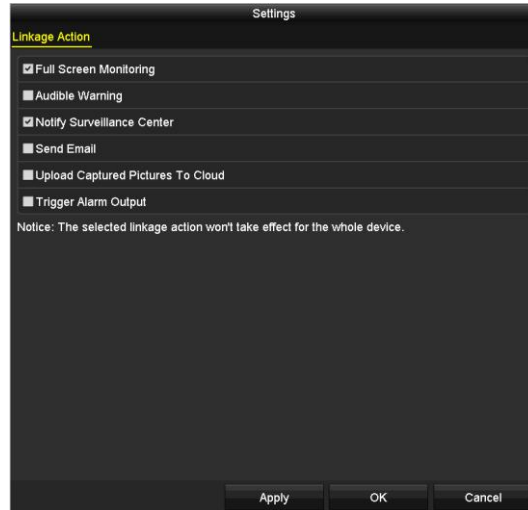 Settings
Linkage Action
Full Screen Monitoring
Audible Warning
Notify Surveillance Center
Send Email
Upload Captured Pictures To Cloud
Trigger Alarm Output
Notice: The selected linkage action won't take effect for the whole device.
Apply OK Cancel